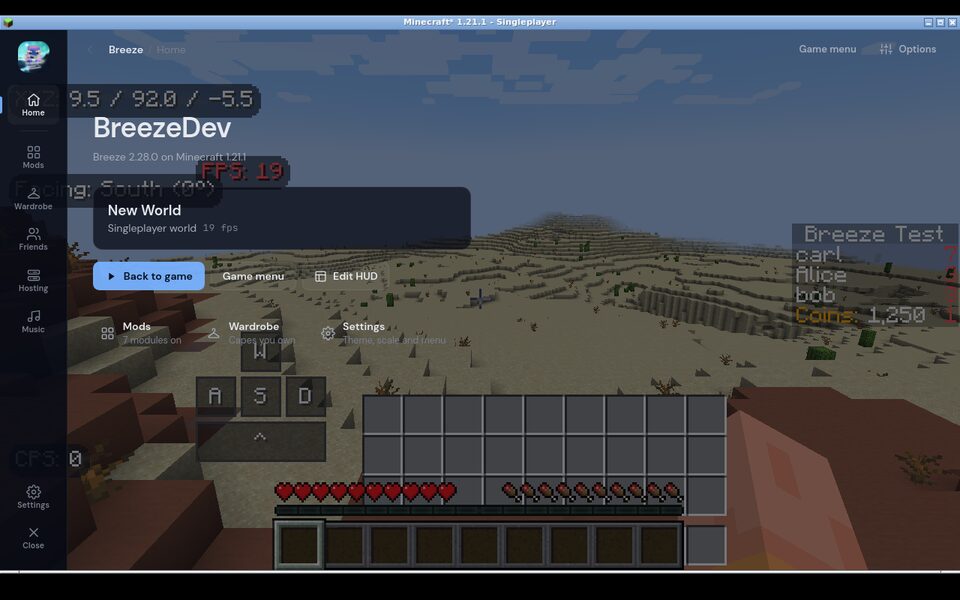 Minecraft* 1.21.1 - Singleplayer
Breeze / Home
Game menu
Options
9.5 / 92.0 / -5.5
Home
BreezeDev
Breeze 2.28.0 on Minecraft 1.21.1
FPS: 19
Mods
Facing: South (0°)
Wardrobe
New World
Singleplayer world 19 fps
Friends
Breeze Test
carl
Alice
bob
Coins: 1,250
Back to game
Game menu
Edit HUD
Hosting
Music
Mods
7 modules on
Wardrobe
Capes you own
Settings
Theme, scale and menu
W
A S D
^
CPS: 0
Settings
Close